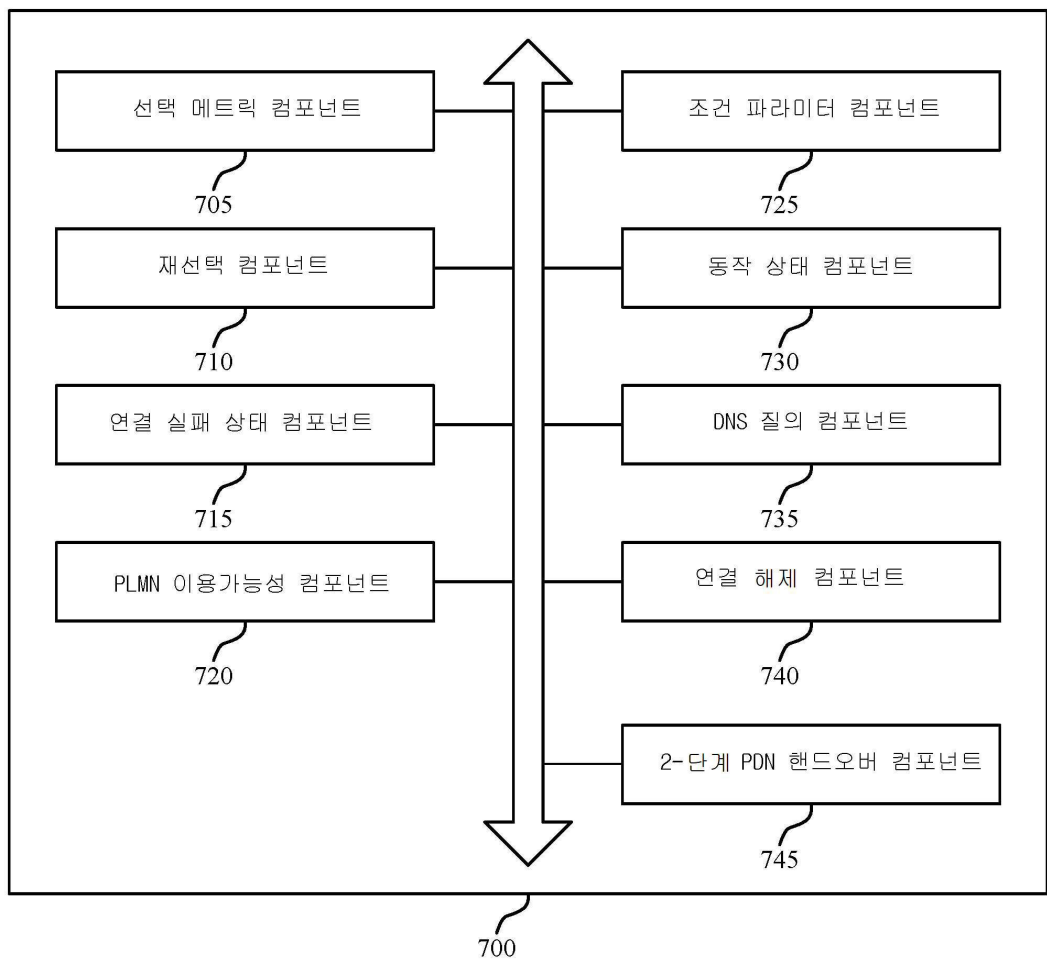 선택 메트릭 컴포넌트
705
조건 파라미터 컴포넌트
725
재선택 컴포넌트
710
동작 상태 컴포넌트
730
연결 실패 상태 컴포넌트
715
DNS 질의 컴포넌트
735
PLMN 이용가능성 컴포넌트
720
연결 해제 컴포넌트
740
2-단계 PDN 핸드오버 컴포넌트
745
700